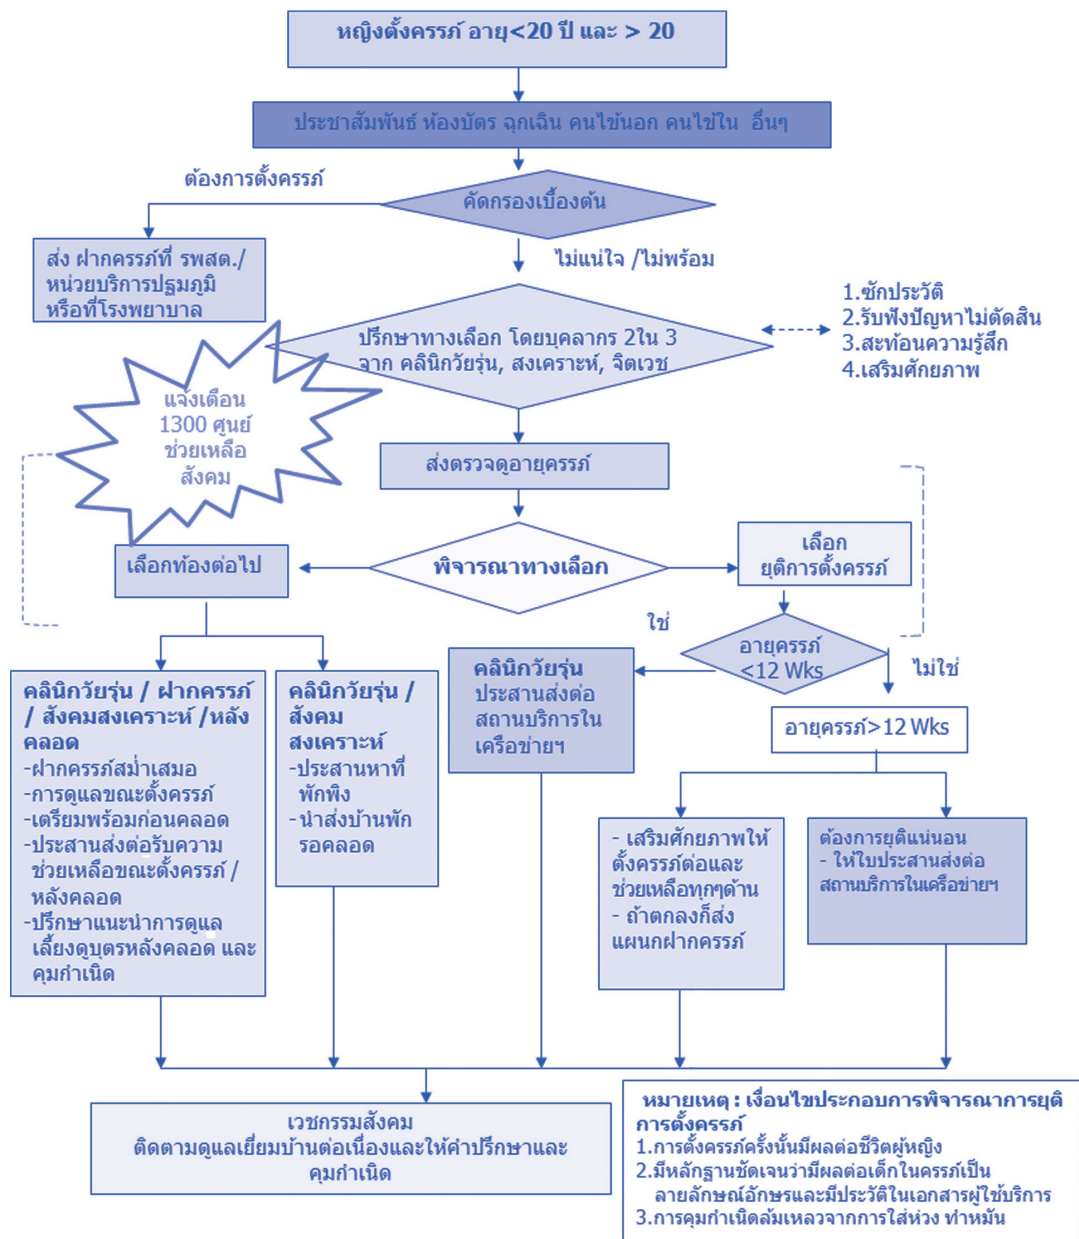 หญิงตั้งครรภ์ อายุ<20 ปี และ > 20
ประชาสัมพันธ์ ห้องบัตร ฉุกเฉิน คนไข้นอก คนไข้ใน อื่นๆ
ต้องการตั้งครรภ์
คัดกรองเบื้องต้น
ส่ง ฝากครรภ์ที่ รพสต./
หน่วยบริการปฐมภูมิ
หรือที่โรงพยาบาล
ไม่แน่ใจ /ไม่พร้อม
ปรึกษาทางเลือก โดยบุคลากร 2ใน 3
จาก คลินิกวัยรุ่น, สงเคราะห์, จิตเวช
1.ซักประวัติ
2.รับฟังปัญหาไม่ตัดสิน
3.สะท้อนความรู้สึก
4.เสริมศักยภาพ
แจ้งเตือน
1300 ศูนย์
ช่วยเหลือ
สังคม
ส่งตรวจดูอายุครรภ์
เลือกท้องต่อไป
พิจารณาทางเลือก
เลือก
ยุติการตั้งครรภ์
ใช่
อายุครรภ์
<12 Wks
ไม่ใช่
คลินิกวัยรุ่น / ฝากครรภ์
/ สังคมสงเคราะห์ /หลัง
คลอด
-ฝากครรภ์สม่ำเสมอ
-การดูแลขณะตั้งครรภ์
-เตรียมพร้อมก่อนคลอด
-ประสานส่งต่อรับความ
ช่วยเหลือขณะตั้งครรภ์ /
หลังคลอด
-ปรึกษาแนะนำการดูแล
เลี้ยงดูบุตรหลังคลอด และ
คุมกำเนิด
คลินิกวัยรุ่น /
สังคม
สงเคราะห์
-ประสานหาที่
พักพิง
-นำส่งบ้านพัก
รอคลอด
คลินิกวัยรุ่น
ประสานส่งต่อ
สถานบริการใน
เครือข่ายฯ
อายุครรภ์>12 Wks
- เสริมศักยภาพให้
ตั้งครรภ์ต่อและ
ช่วยเหลือทุกๆด้าน
- ถ้าตกลงก็ส่ง
แผนกฝากครรภ์
ต้องการยุติแน่นอน
- ให้ใบประสานส่งต่อ
สถานบริการในเครือข่ายฯ
เวชกรรมสังคม
ติดตามดูแลเยี่ยมบ้านต่อเนื่องและให้คำปรึกษาและ
คุมกำเนิด
หมายเหตุ : เงื่อนไขประกอบการพิจารณาการยุติ
การตั้งครรภ์
1.การตั้งครรภ์ครั้งนั้นมีผลต่อชีวิตผู้หญิง
2.มีหลักฐานชัดเจนว่ามีผลต่อเด็กในครรภ์เป็น
ลายลักษณ์อักษรและมีประวัติในเอกสารผู้ใช้บริการ
3.การคุมกำเนิดล้มเหลวจากการใส่ห่วง ทำหมัน